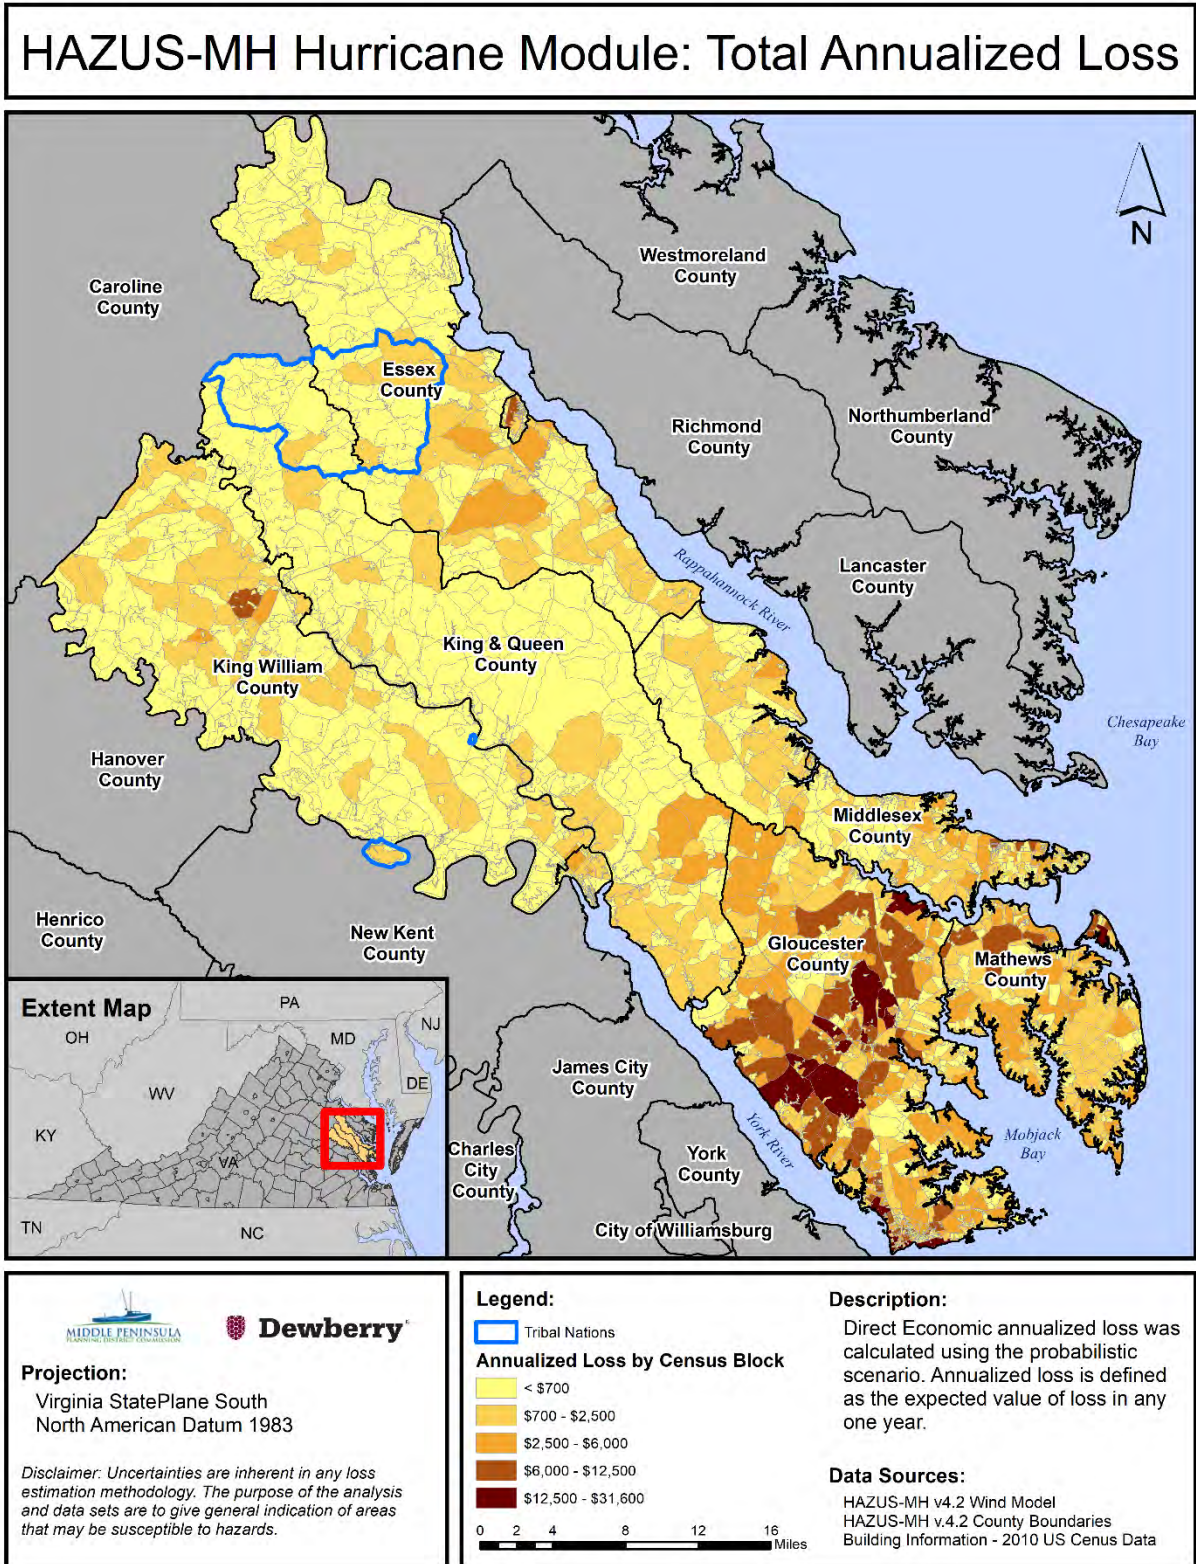 HAZUS-MH Hurricane Module: Total Annualized Loss
N
Westmoreland
County
Caroline
County
Essex
County
Richmond
County
Northumberland
County
Lancaster
County
Rappahannock River
King & Queen
County
King William
County
Chesapeake
Bay
Hanover
County
Middlesex
County
Henrico
County
New Kent
County
Gloucester
County
Mathews
County
James City
County
York River
Mobjack
Bay
Charles
City
County
York
County
City of Williamsburg
Extent Map
PA
OH
MD
NJ
WV
DE
KY
VA
TN
NC
MIDDLE PENINSULA
PLANNING DISTRICT COMMISSION
Dewberry
Projection:
Virginia StatePlane South
North American Datum 1983
Disclaimer: Uncertainties are inherent in any loss
estimation methodology. The purpose of the analysis
and data sets are to give general indication of areas
that may be susceptible to hazards.
Legend:
Tribal Nations
Annualized Loss by Census Block
< $700
$700 - $2,500
$2,500 - $6,000
$6,000 - $12,500
$12,500 - $31,600
0 2 4 8 12 16
Miles
Description:
Direct Economic annualized loss was
calculated using the probabilistic
scenario. Annualized loss is defined
as the expected value of loss in any
one year.
Data Sources:
HAZUS-MH v4.2 Wind Model
HAZUS-MH v.4.2 County Boundaries
Building Information - 2010 US Cenus Data